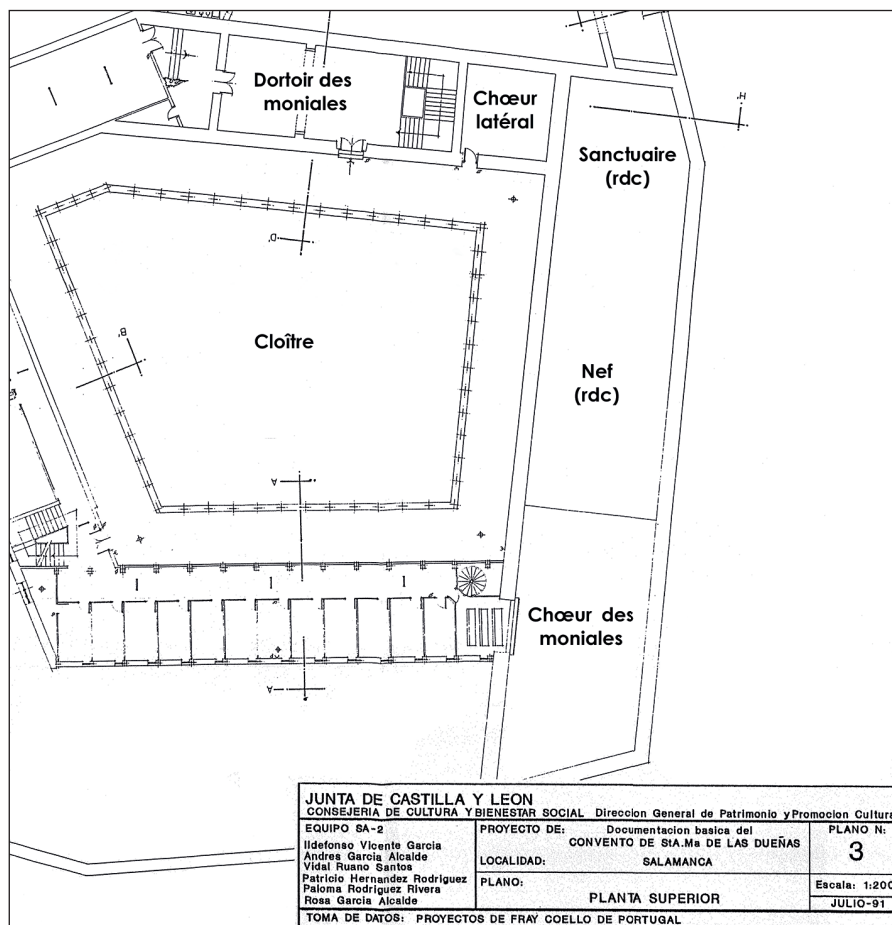 Dortoir des
moniales
Chœur
latéral
H'
Sanctuaire
(rdc)
D'
Cloître
B'
Nef
(rdc)
A
Chœur des
moniales
A
JUNTA DE CASTILLA Y LEON
CONSEJERIA DE CULTURA Y BIENESTAR SOCIAL Direccion General de Patrimonio y Promocion Cultura
EQUIPO SA-2
Ildefonso Vicente Garcia
Andres Garcia Alcalde
Vidal Ruano Santos
Patricio Hernandez Rodriguez
Paloma Rodriguez Rivera
Rosa Garcia Alcalde
PROYECTO DE: Documentacion basica del
CONVENTO DE Sta.Ma DE LAS DUEÑAS
LOCALIDAD: SALAMANCA
PLANO:
PLANTA SUPERIOR
PLANO N:
3
Escala: 1:200
JULIO-91
TOMA DE DATOS: PROYECTOS DE FRAY COELLO DE PORTUGAL